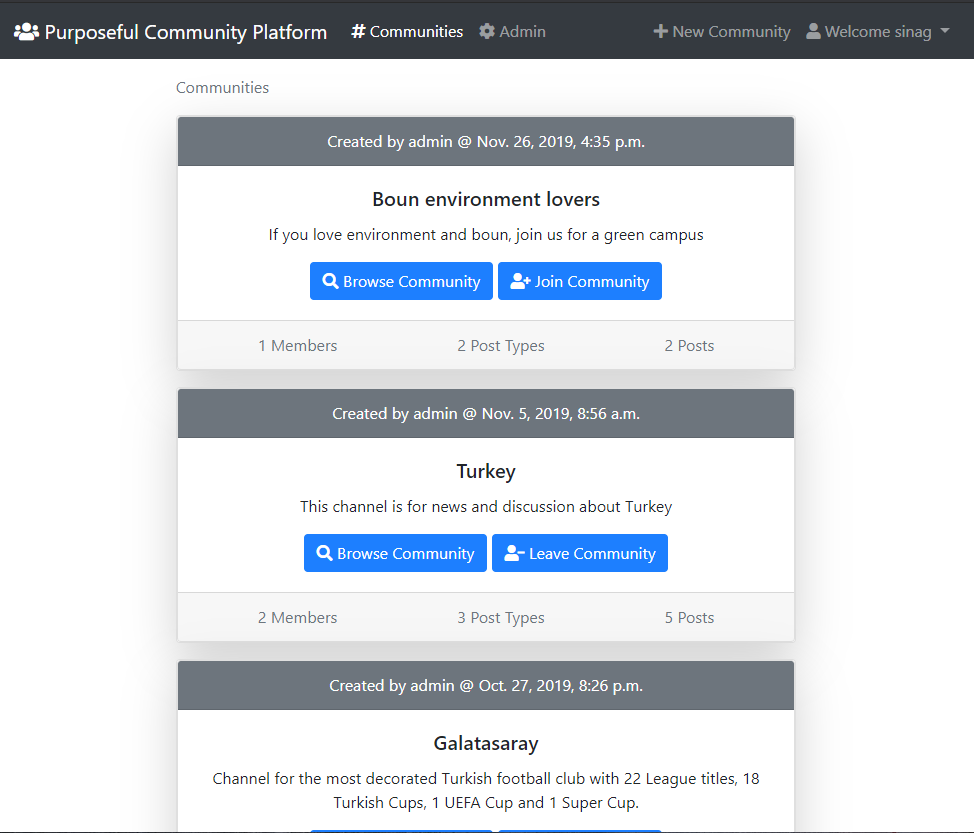 Purposeful Community Platform # Communities Admin New Community Welcome sinag
Communities
Created by admin @ Nov. 26, 2019, 4:35 p.m.
Boun environment lovers
If you love environment and boun, join us for a green campus
Browse Community Join Community
1 Members 2 Post Types 2 Posts
Created by admin @ Nov. 5, 2019, 8:56 a.m.
Turkey
This channel is for news and discussion about Turkey
Browse Community Leave Community
2 Members 3 Post Types 5 Posts
Created by admin @ Oct. 27, 2019, 8:26 p.m.
Galatasaray
Channel for the most decorated Turkish football club with 22 League titles, 18
Turkish Cups, 1 UEFA Cup and 1 Super Cup.